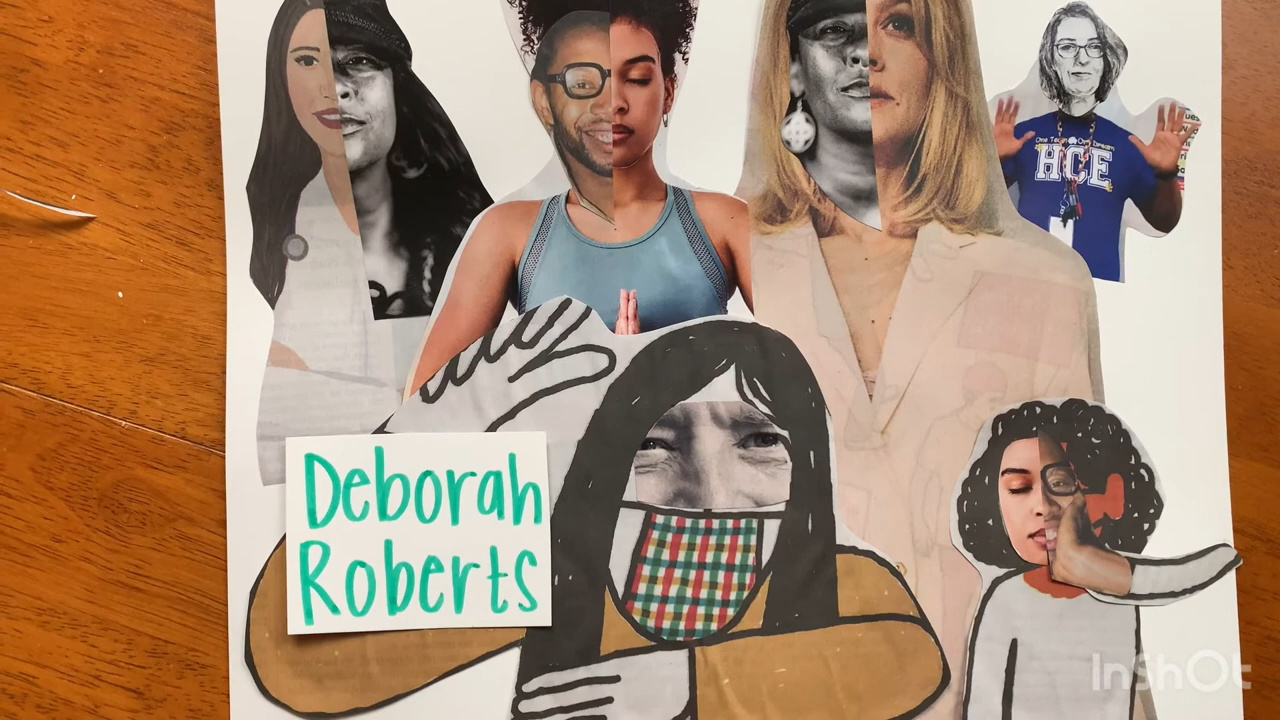 One Team One Dream
HCE
Deborah
Roberts
InShOt